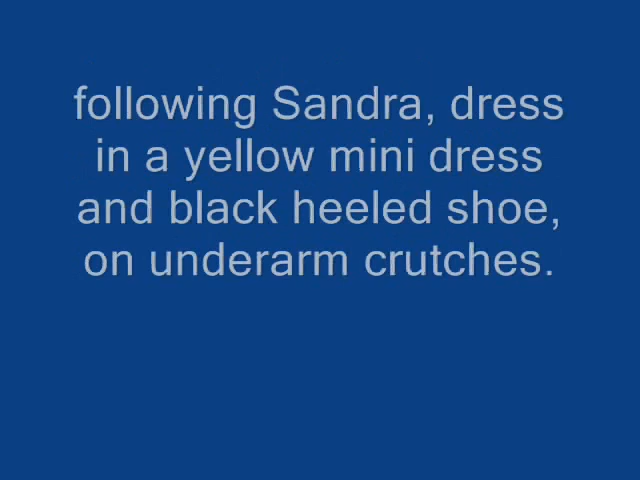 following Sandra, dress
in a yellow mini dress
and black heeled shoe,
on underarm crutches.